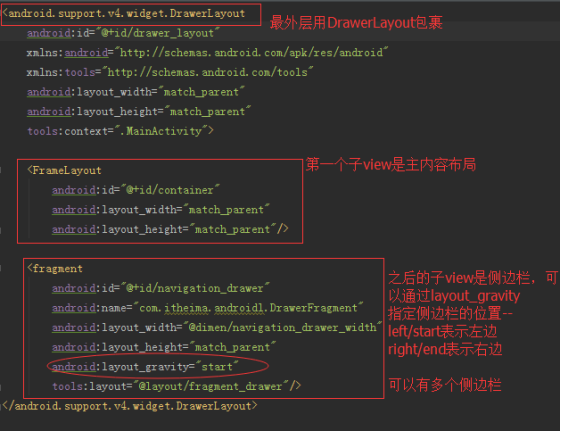 <android.support.v4.widget.DrawerLayout
最外层用DrawerLayout包裹
android:id="@+id/drawer_layout"
xmlns:android="http://schemas.android.com/apk/res/android"
xmlns:tools="http://schemas.android.com/tools"
android:layout_width="match_parent"
android:layout_height="match_parent"
tools:context=".MainActivity">
<FrameLayout
第一个子view是主内容布局
android:id="@+id/container"
android:layout_width="match_parent"
android:layout_height="match_parent"/>
<fragment
android:id="@+id/navigation_drawer"
android:name="com.itheima.androidl.DrawerFragment"
android:layout_width="@dimen/navigation_drawer_width"
android:layout_height="match_parent"
android:layout_gravity="start"
tools:layout="@layout/fragment_drawer"/>
之后的子view是侧边栏，可
以通过layout_gravity
指定侧边栏的位置--
left/start表示左边
right/end表示右边
可以有多个侧边栏
</android.support.v4.widget.DrawerLayout>